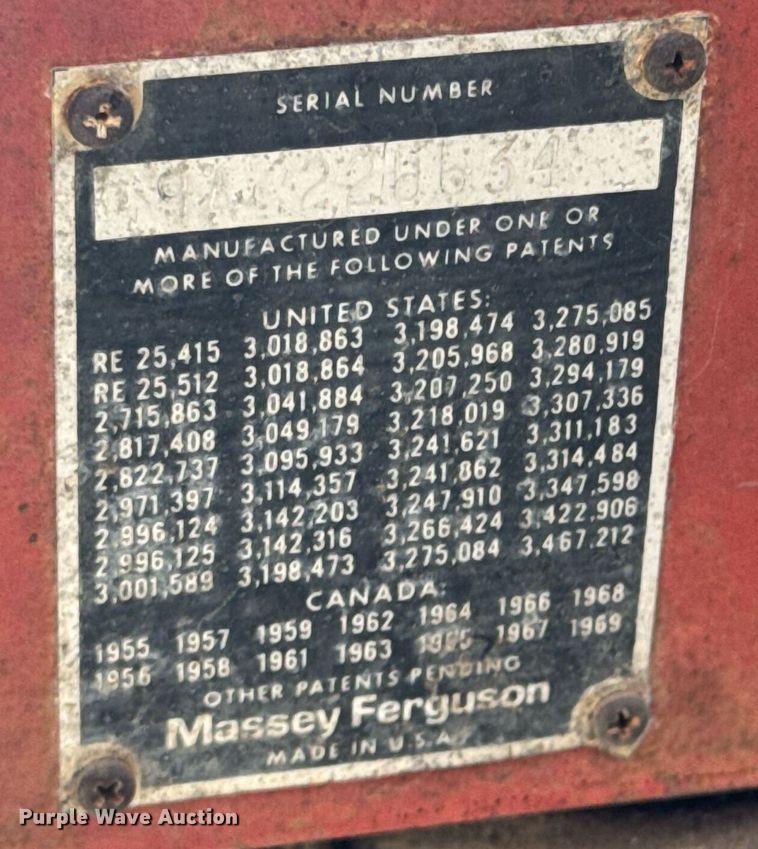 SERIAL NUMBER
MANUFACTURED UNDER ONE OR
MORE OF THE FOLLOWING PATENTS
UNITED STATES:
RE 25,415 3,018,863 3,198,474 3,275,085
RE 25,512 3,018,864 3,205,968 3,280,919
2,715,863 3,041,884 3,207,250 3,294,179
2,817,408 3,049,179 3,218,019 3,307,336
2,822,737 3,095,933 3,241,621 3,311,183
2,971,397 3,114,357 3,241,862 3,314,484
2,996,124 3,142,203 3,247,910 3,347,598
2,996,125 3,142,316 3,266,424 3,422,906
3,001,589 3,198,473 3,275,084 3,467,212
CANADA:
1955 1957 1959 1962 1964 1966 1968
1956 1958 1961 1963 1965 1967 1969
OTHER PATENTS PENDING
Massey Ferguson
MADE IN U.S.A.
Purple Wave Auction